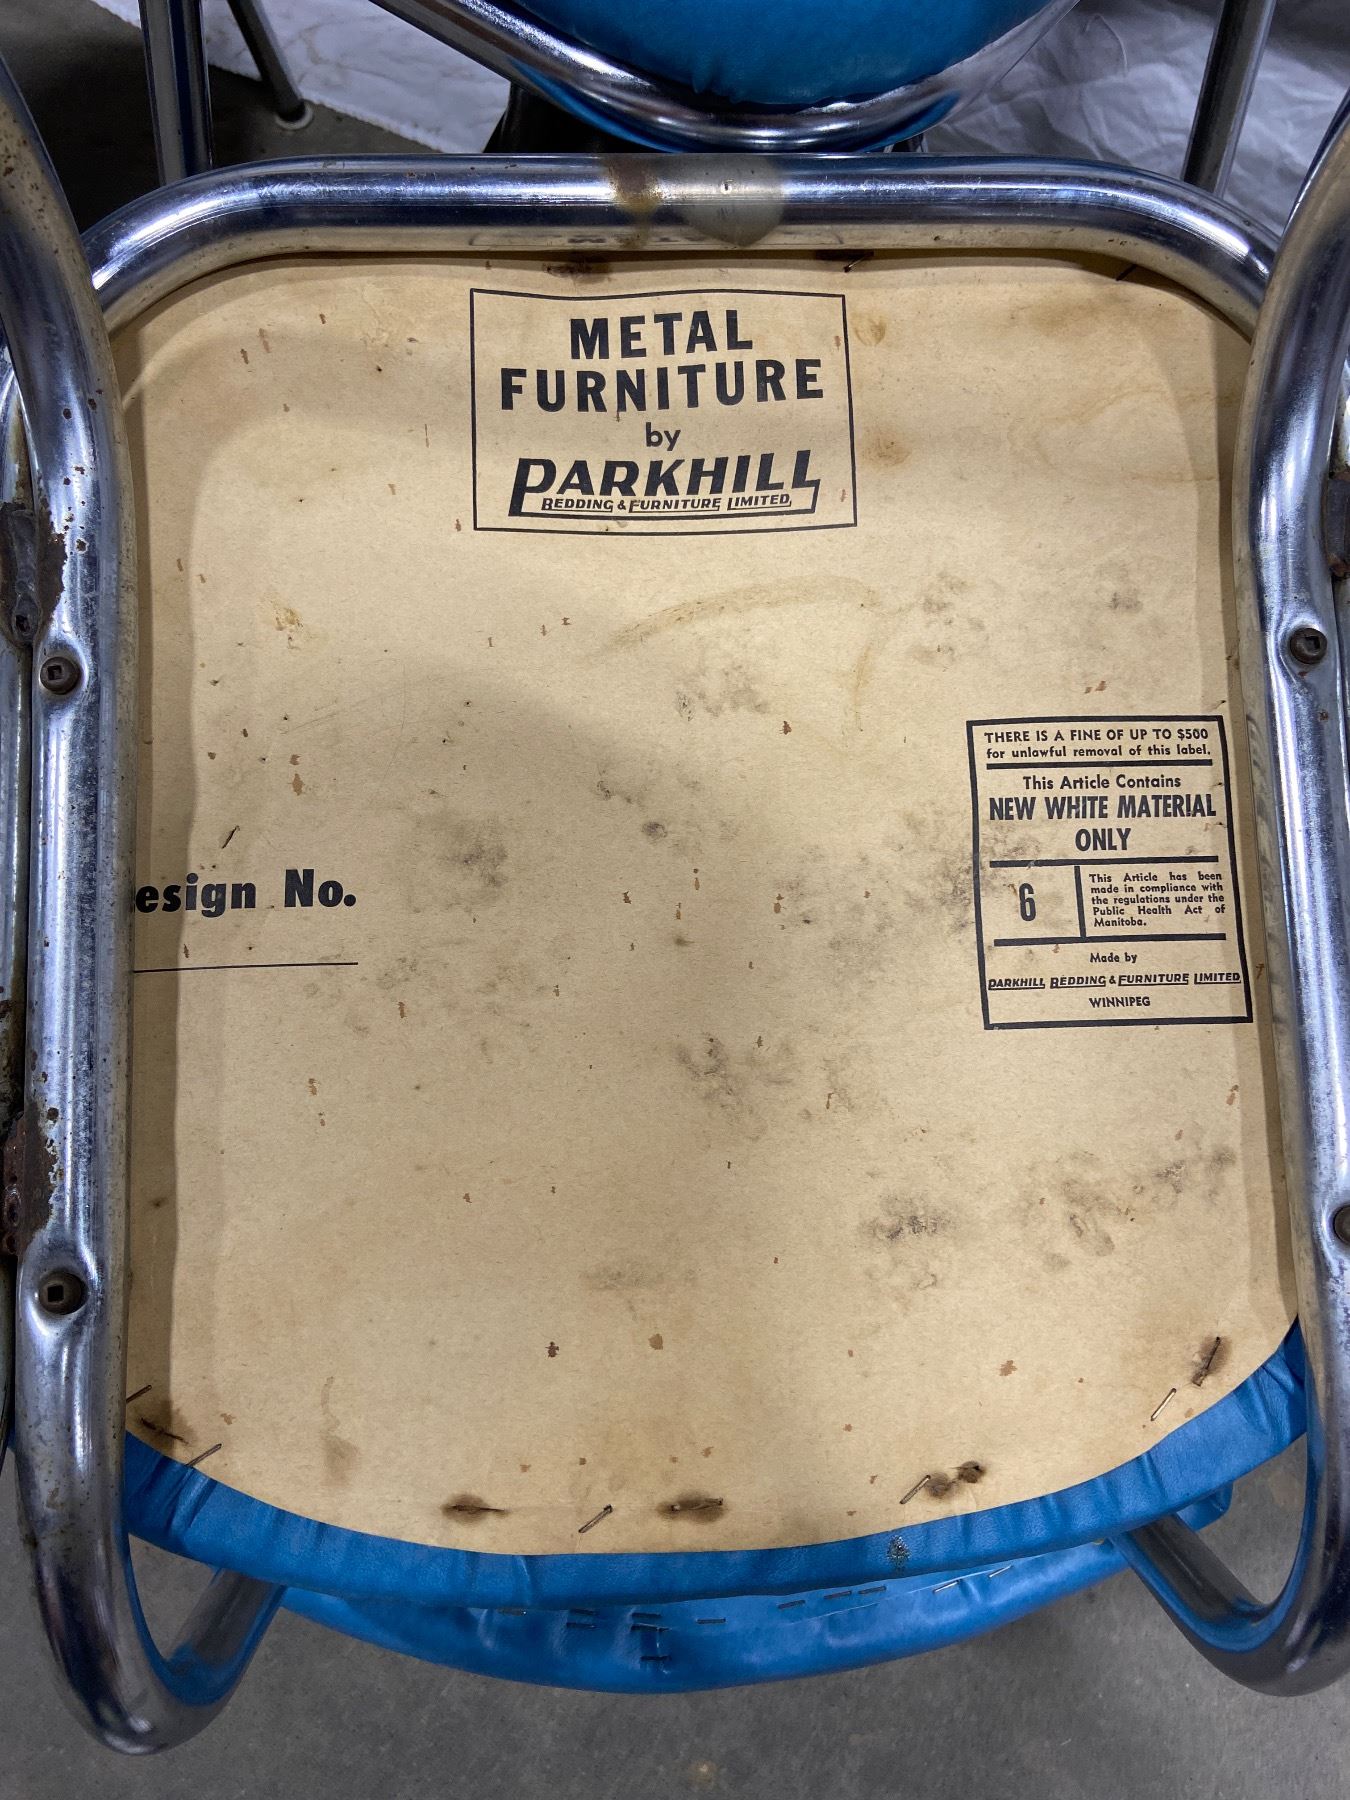 METAL
FURNITURE
by
PARKHILL
BEDDING & FURNITURE LIMITED
THERE IS A FINE OF UP TO $500
for unlawful removal of this label.
This Article Contains
NEW WHITE MATERIAL
ONLY
6
This Article has been
made in compliance with
the regulations under the
Public Health Act of
Manitoba.
Made by
PARKHILL BEDDING & FURNITURE LIMITED
WINNIPEG
esign No.